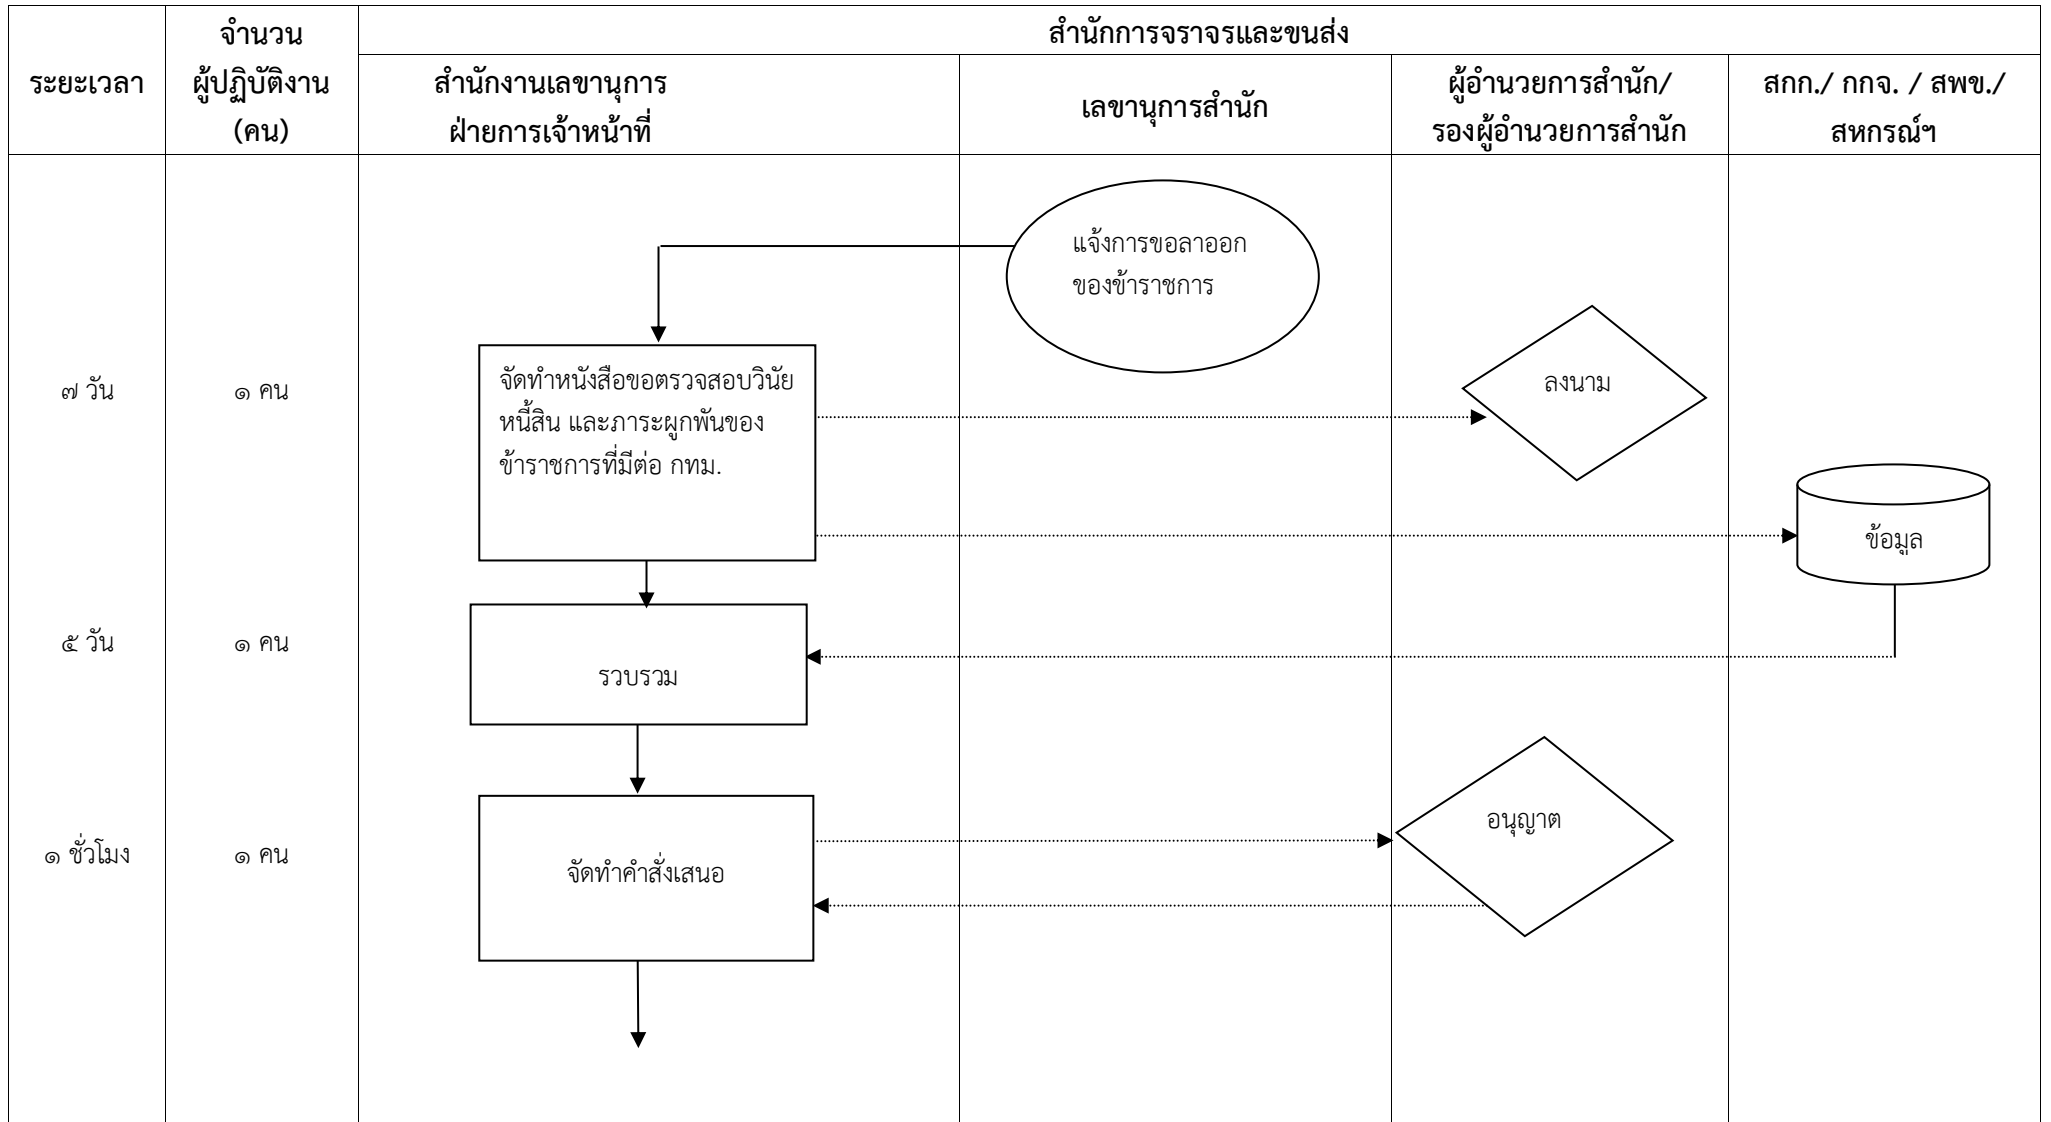 ระยะเวลา
จำนวน
ผู้ปฏิบัติงาน
(คน)
สำนักการจราจรและขนส่ง
สำนักงานเลขานุการ
ฝ่ายการเจ้าหน้าที่
เลขานุการสำนัก
ผู้อำนวยการสำนัก/
รองผู้อำนวยการสำนัก
สกก./ กกจ. / สพข./
สหกรณ์ฯ
แจ้งการขอลาออก
ของข้าราชการ
๗ วัน
๑ คน
จัดทำหนังสือขอตรวจสอบวินัย
หนี้สิน และภาระผูกพันของ
ข้าราชการที่มีต่อ กทม.
ลงนาม
ข้อมูล
๕ วัน
๑ คน
รวบรวม
๑ ชั่วโมง
๑ คน
จัดทำคำสั่งเสนอ
อนุญาต